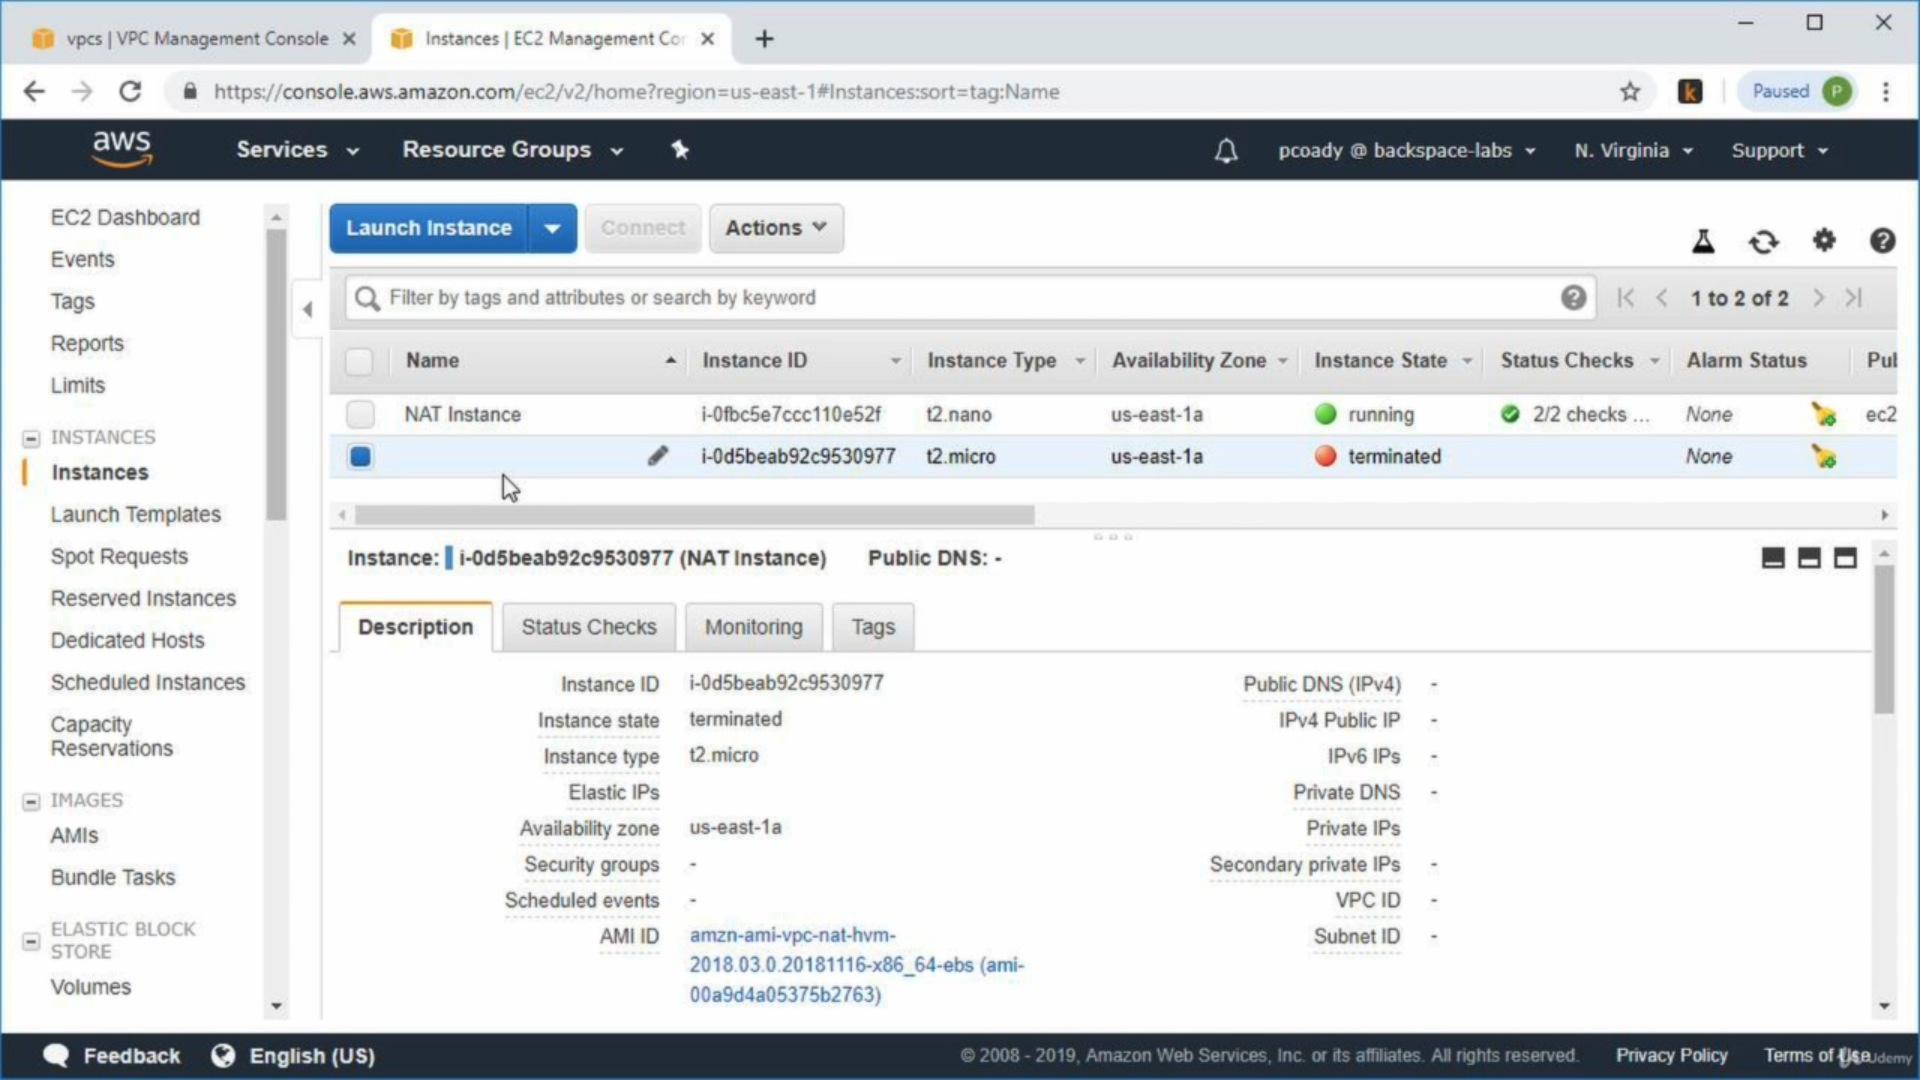 vpcs | VPC Management Console
Instances | EC2 Management Con
https://console.aws.amazon.com/ec2/v2/home?region=us-east-1#Instances:sort=tag:Name
k
Paused P
aws
Services
Resource Groups
pcoady @ backspace-labs
N. Virginia
Support
EC2 Dashboard
Events
Tags
Reports
Limits
INSTANCES
Instances
Launch Templates
Spot Requests
Reserved Instances
Dedicated Hosts
Scheduled Instances
Capacity
Reservations
IMAGES
AMIs
Bundle Tasks
ELASTIC BLOCK
STORE
Volumes
Launch Instance
Connect
Actions
Filter by tags and attributes or search by keyword
1 to 2 of 2
Name Instance ID Instance Type Availability Zone Instance State Status Checks Alarm Status Pul
NAT Instance i-0fbc5e7ccc110e52f t2.nano us-east-1a running 2/2 checks ... None ec2
i-0d5beab92c9530977 t2.micro us-east-1a terminated None
Instance: i-0d5beab92c9530977 (NAT Instance) Public DNS: -
Description Status Checks Monitoring Tags
Instance ID i-0d5beab92c9530977
Instance state terminated
Instance type t2.micro
Elastic IPs
Availability zone us-east-1a
Security groups -
Scheduled events -
AMI ID amzn-ami-vpc-nat-hvm-
2018.03.0.20181116-x86_64-ebs (ami-
00a9d4a05375b2763)
Public DNS (IPv4) -
IPv4 Public IP -
IPv6 IPs -
Private DNS -
Private IPs
Secondary private IPs -
VPC ID -
Subnet ID -
Feedback
English (US)
© 2008 - 2019, Amazon Web Services, Inc. or its affiliates. All rights reserved.
Privacy Policy
Terms of Use
Udemy